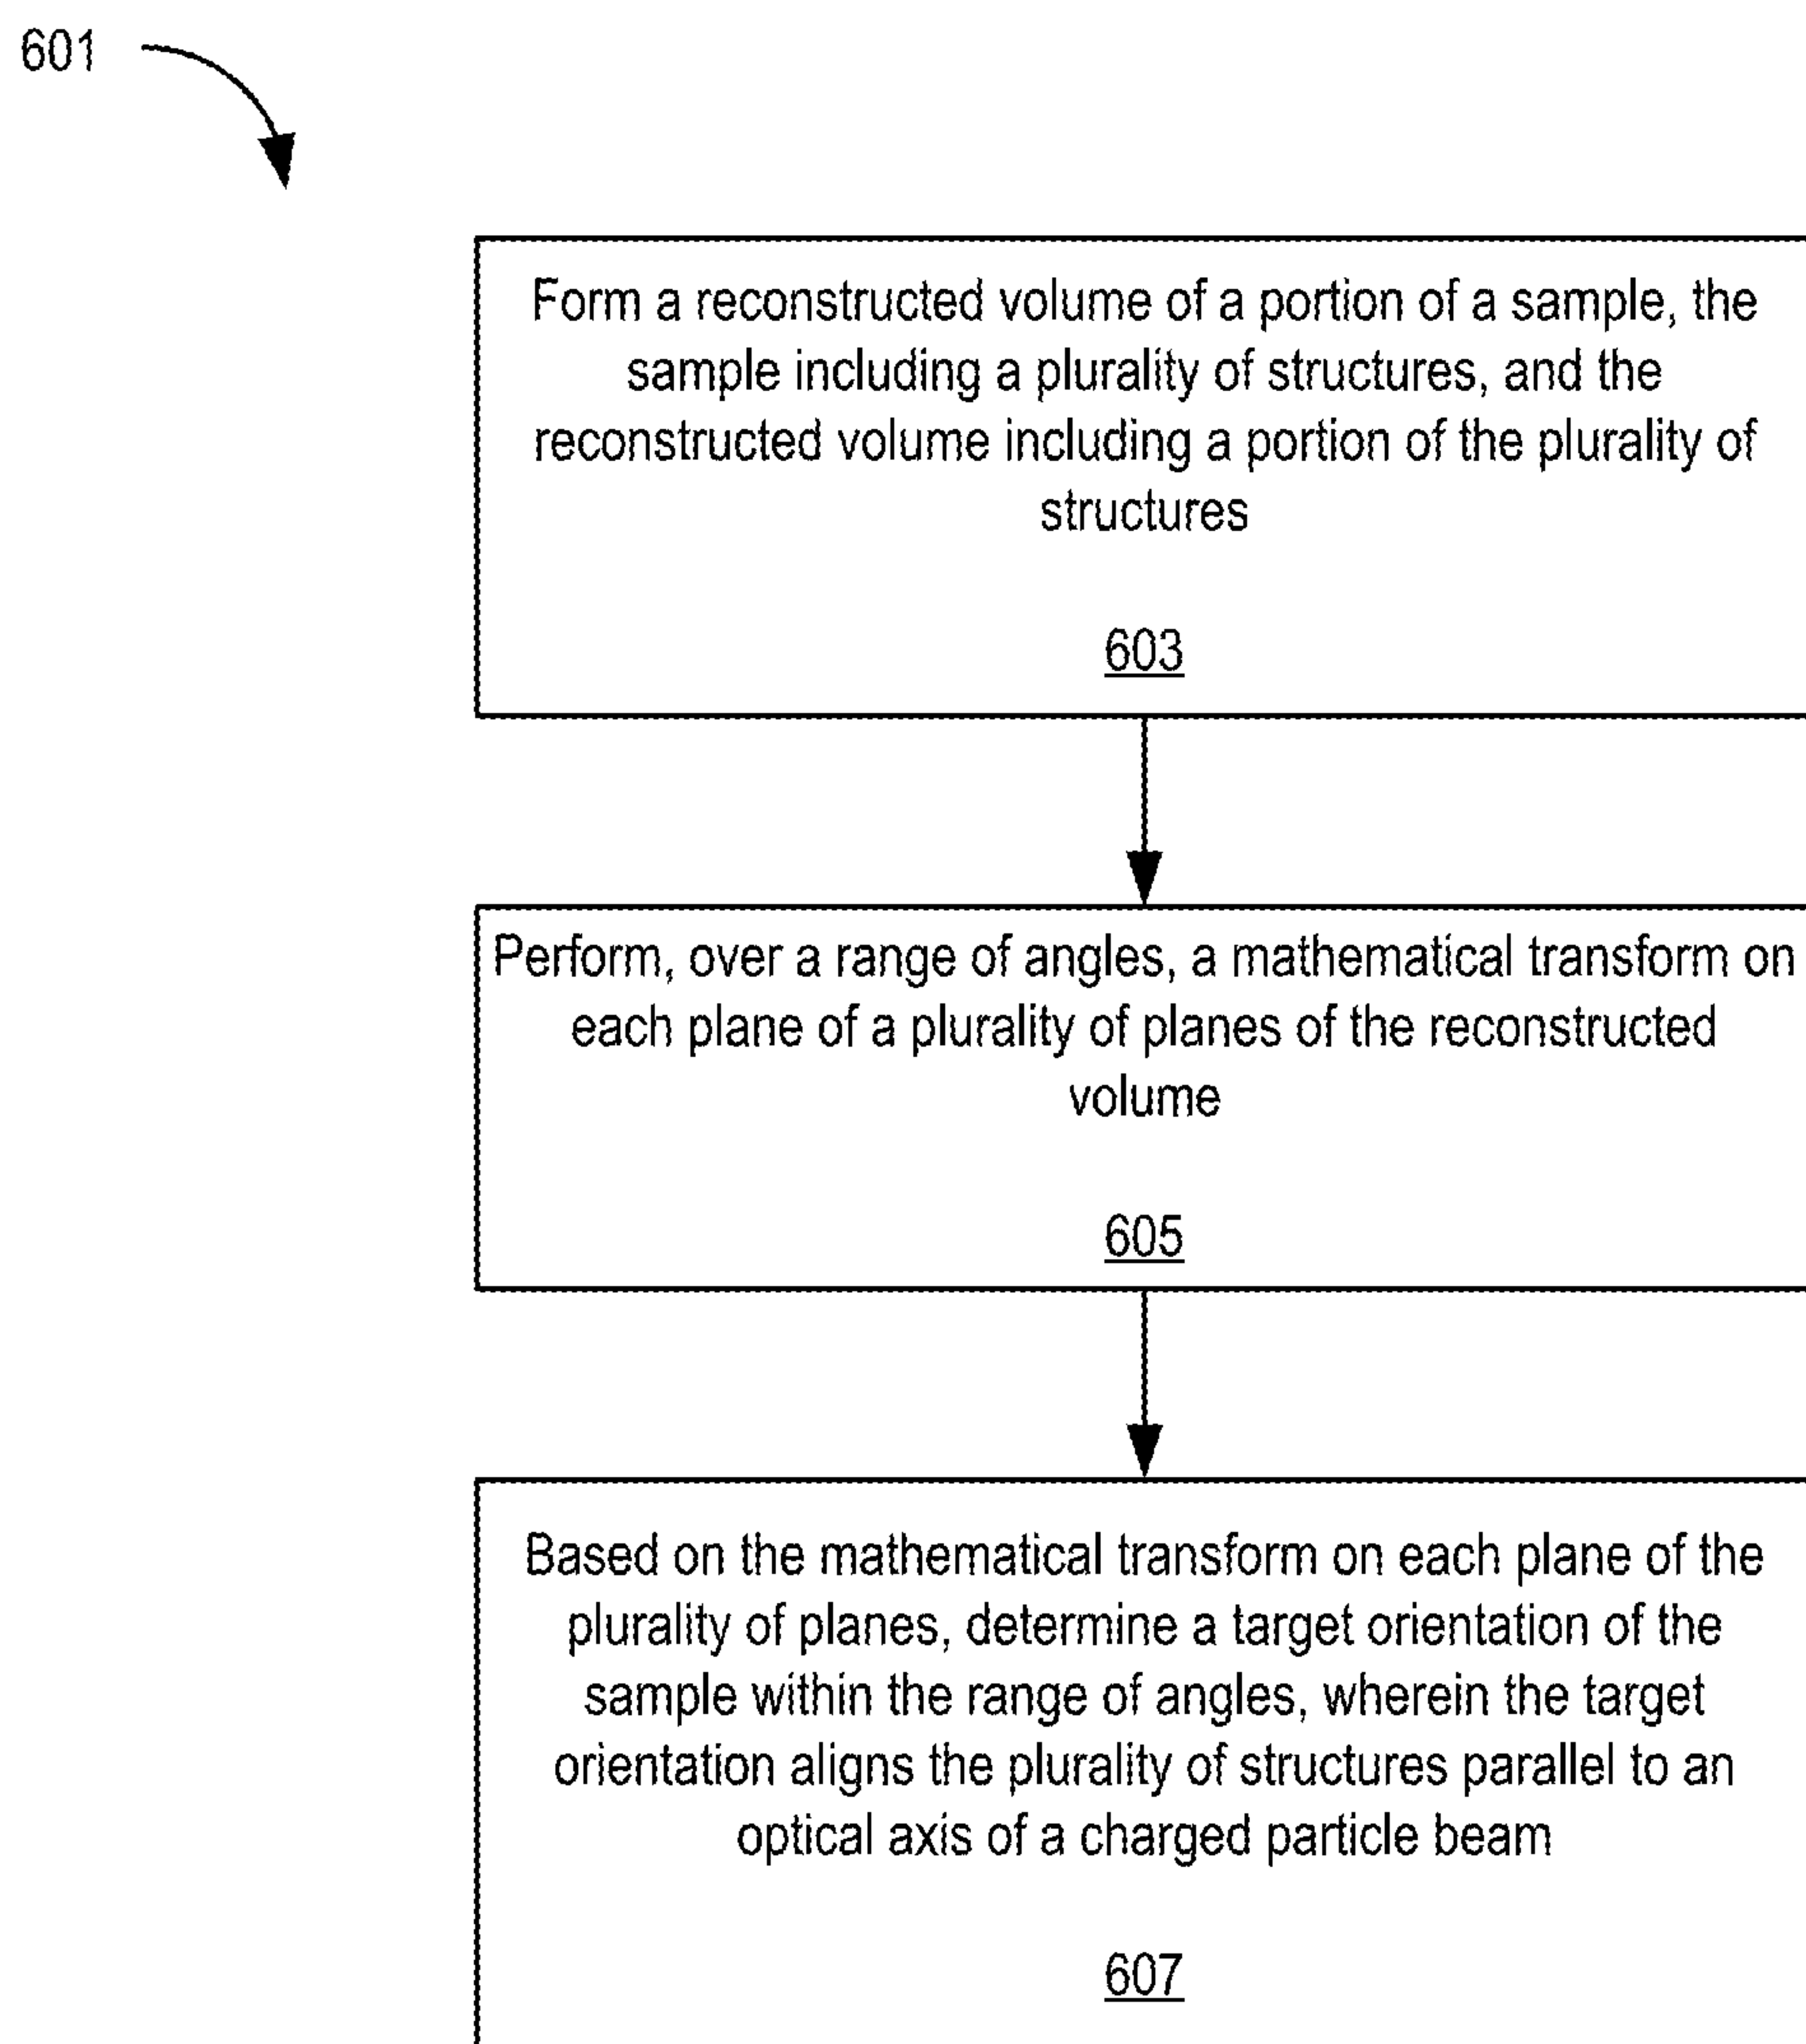 601
Form a reconstructed volume of a portion of a sample, the
sample including a plurality of structures, and the
reconstructed volume including a portion of the plurality of
structures
603
Perform, over a range of angles, a mathematical transform on
each plane of a plurality of planes of the reconstructed
volume
605
Based on the mathematical transform on each plane of the
plurality of planes, determine a target orientation of the
sample within the range of angles, wherein the target
orientation aligns the plurality of structures parallel to an
optical axis of a charged particle beam
607